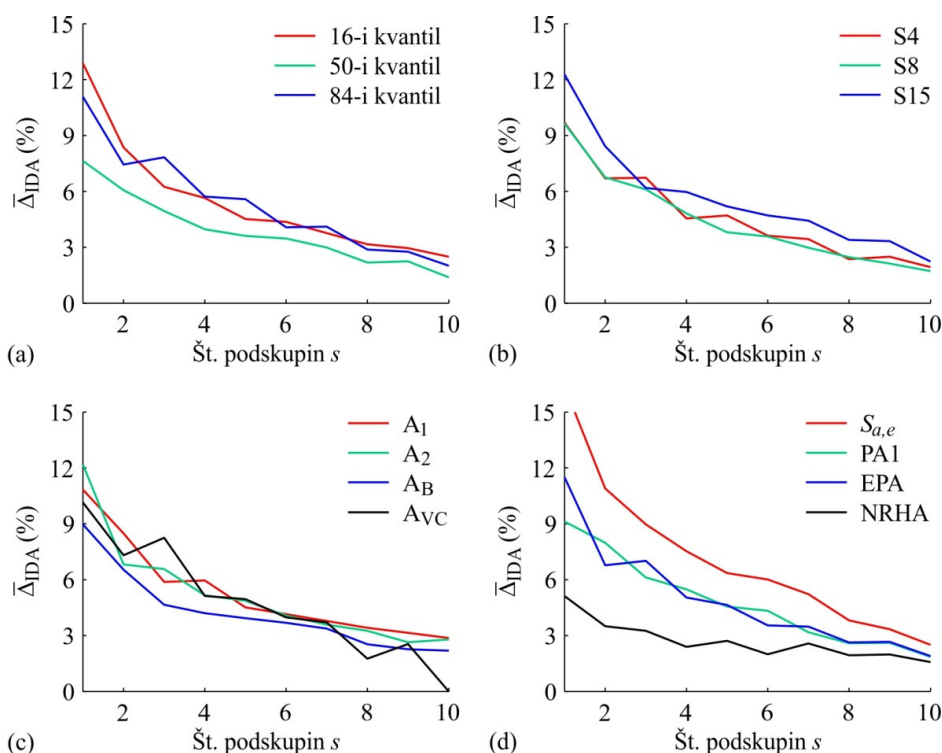 15
12
9
6
3
0
Δ̅IDA (%)
16-i kvantil
50-i kvantil
84-i kvantil
2 4 6 8 10
(a) Št. podskupin s
15
12
9
6
3
0
Δ̅IDA (%)
S4
S8
S15
2 4 6 8 10
(b) Št. podskupin s
15
12
9
6
3
0
Δ̅IDA (%)
A1
A2
AB
AVC
2 4 6 8 10
(c) Št. podskupin s
15
12
9
6
3
0
Δ̅IDA (%)
Sa,e
PA1
EPA
NRHA
2 4 6 8 10
(d) Št. podskupin s